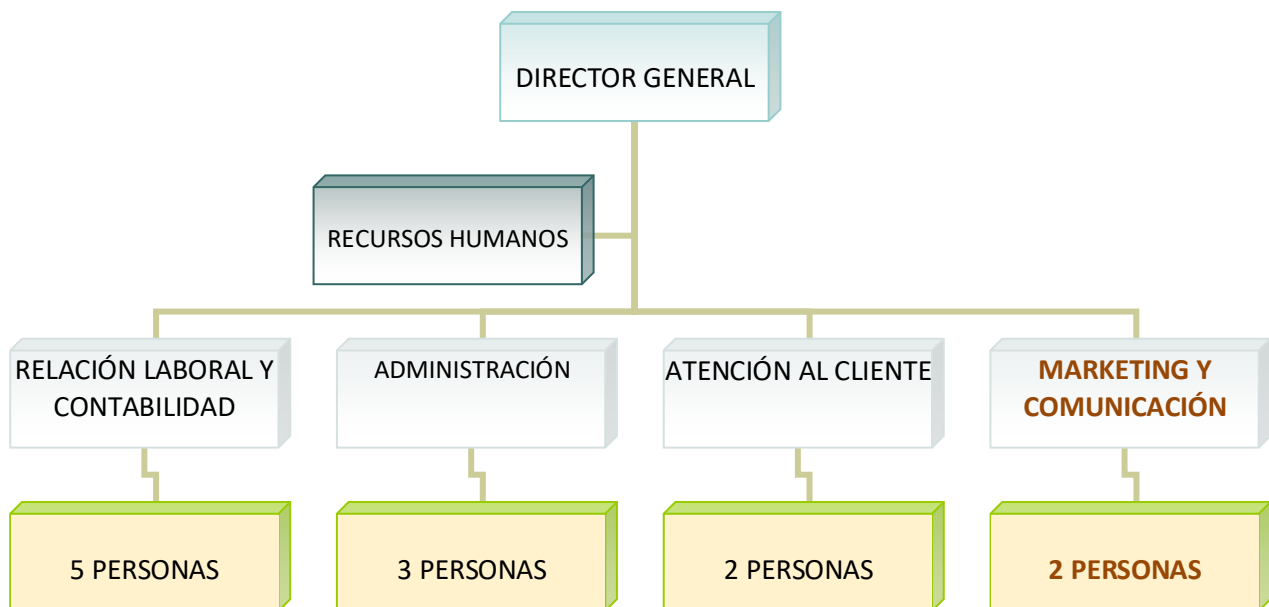 DIRECTOR GENERAL
RECURSOS HUMANOS
RELACIÓN LABORAL Y
CONTABILIDAD
ADMINISTRACIÓN
ATENCIÓN AL CLIENTE
MARKETING Y
COMUNICACIÓN
5 PERSONAS
3 PERSONAS
2 PERSONAS
2 PERSONAS